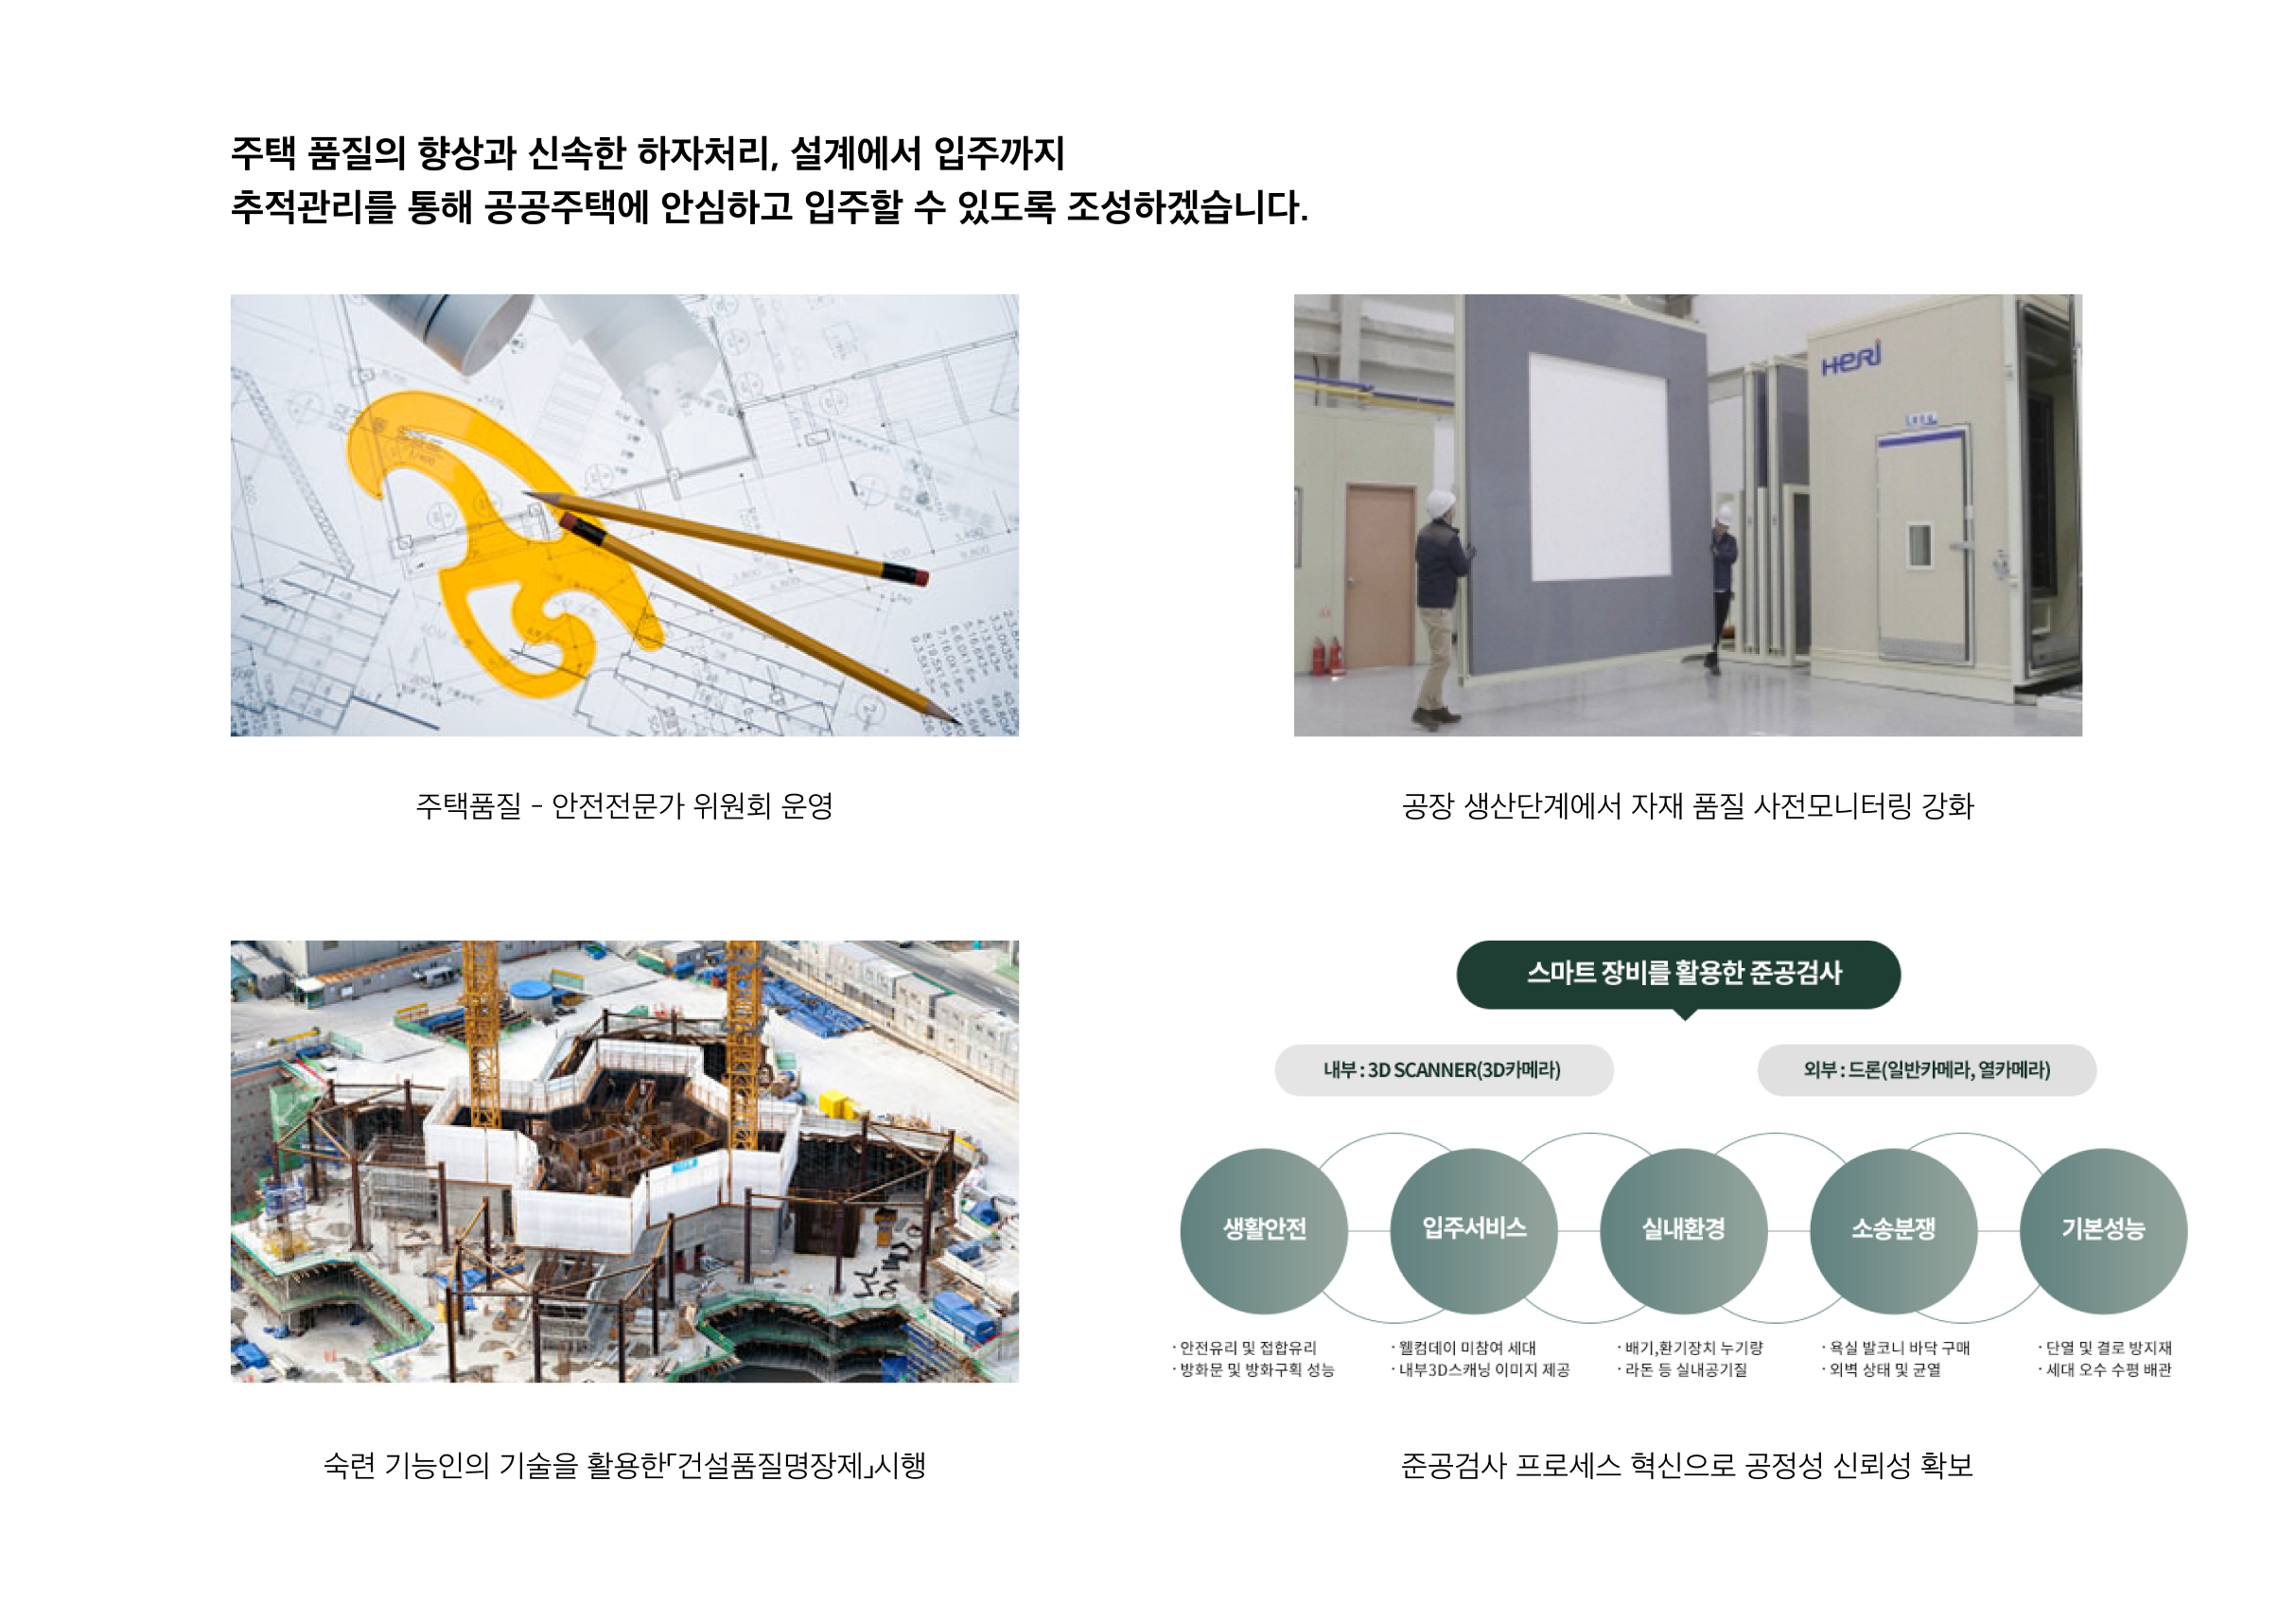 주택 품질의 향상과 신속한 하자처리, 설계에서 입주까지
추적관리를 통해 공공주택에 안심하고 입주할 수 있도록 조성하겠습니다.
HERI
주택품질 - 안전전문가 위원회 운영
공장 생산단계에서 자재 품질 사전모니터링 강화
스마트 장비를 활용한 준공검사
내부 : 3D SCANNER(3D카메라)
외부 : 드론(일반카메라, 열카메라)
생활안전
입주서비스
실내환경
소송분쟁
기본성능
· 안전유리 및 접합유리
· 방화문 및 방화구획 성능
· 웰컴데이 미참여 세대
· 내부3D스캐닝 이미지 제공
· 배기,환기장치 누기량
· 라돈 등 실내공기질
· 욕실 발코니 바닥 구매
· 외벽 상태 및 균열
· 단열 및 결로 방지재
· 세대 오수 수평 배관
숙련 기능인의 기술을 활용한「건설품질명장제」시행
준공검사 프로세스 혁신으로 공정성 신뢰성 확보